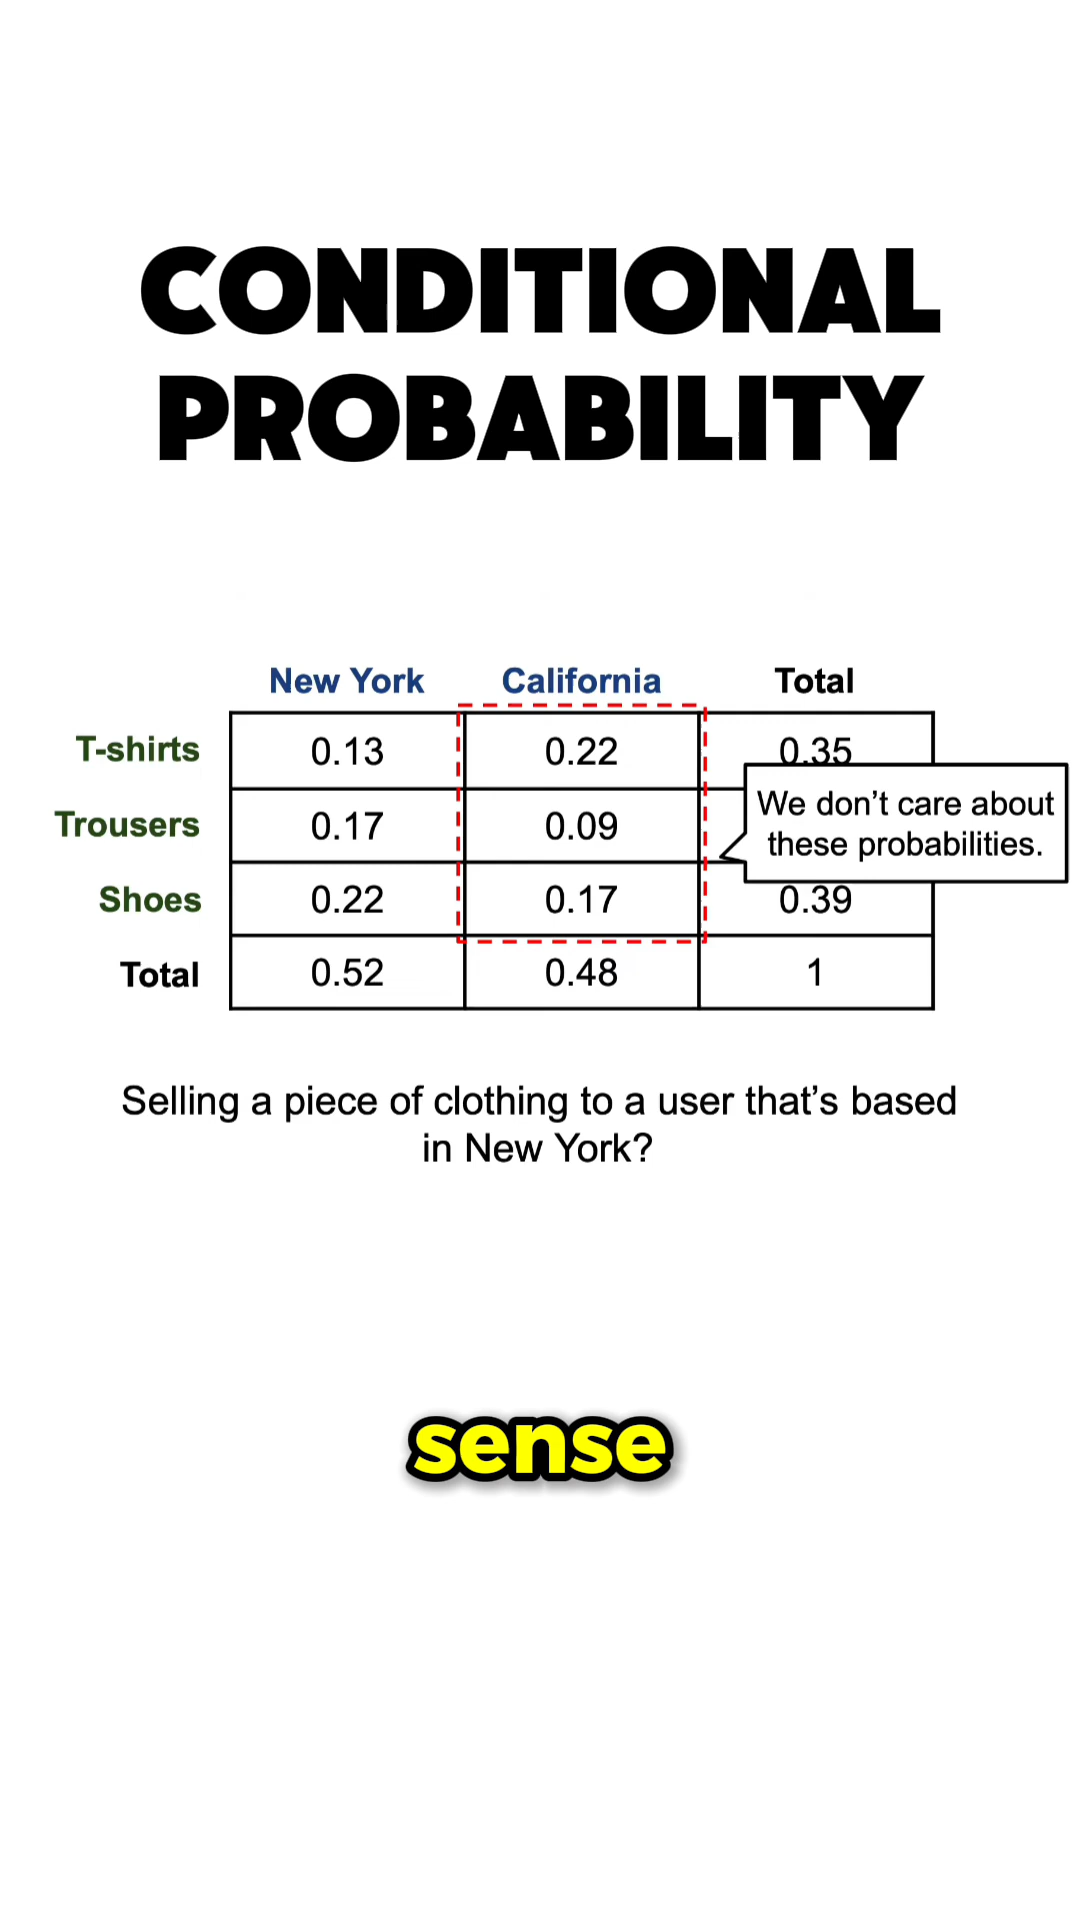 CONDITIONAL
PROBABILITY
New York California Total
T-shirts 0.13 0.22 0.35
We don’t care about
Trousers 0.17 0.09
these probabilities.
Shoes 0.22 0.17 0.39
Total 0.52 0.48 1
Selling a piece of clothing to a user that’s based
in New York?
sense